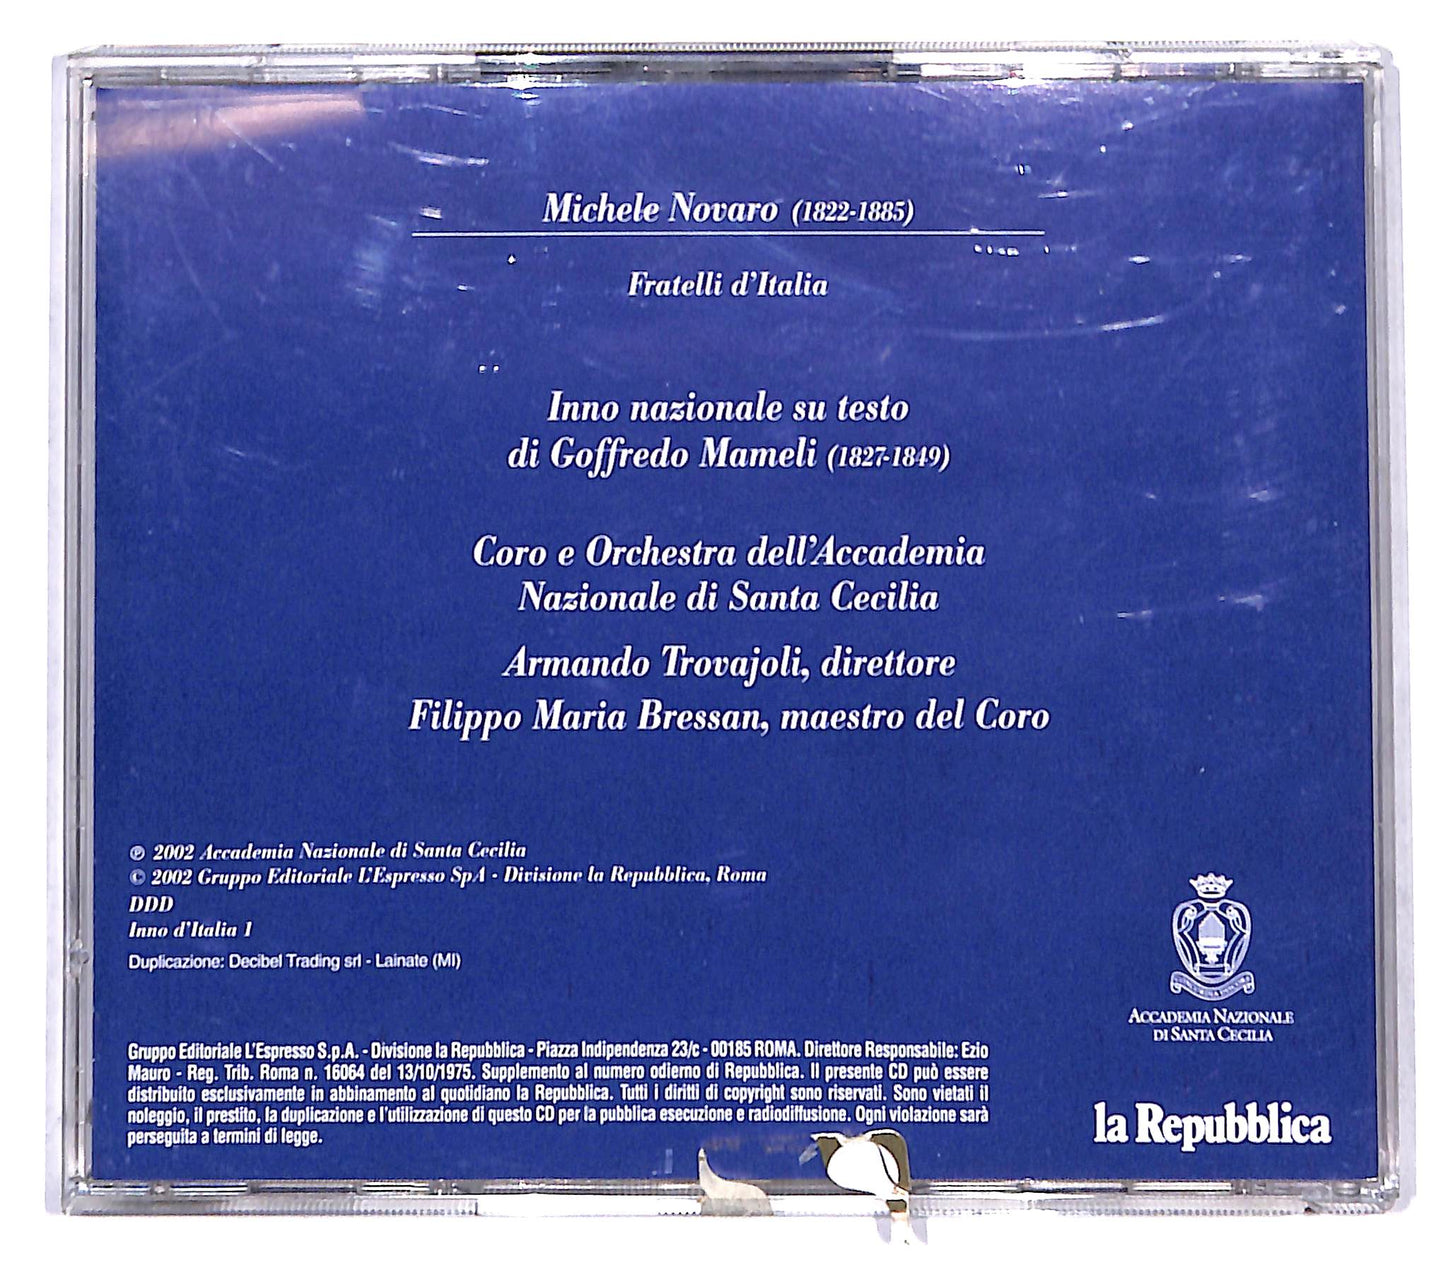 Michele Novaro (1822-1885)
Fratelli d'Italia
Inno nazionale su testo
di Goffredo Mameli (1827-1849)
Coro e Orchestra dell'Accademia
Nazionale di Santa Cecilia
Armando Trovajoli, direttore
Filippo Maria Bressan, maestro del Coro
℗ 2002 Accademia Nazionale di Santa Cecilia
© 2002 Gruppo Editoriale L'Espresso SpA - Divisione la Repubblica, Roma
DDD
Inno d'Italia 1
Duplicazione: Decibel Trading srl - Lainate (MI)
Gruppo Editoriale L'Espresso S.p.A. - Divisione la Repubblica - Piazza Indipendenza 23/c - 00185 ROMA. Direttore Responsabile: Ezio
Mauro - Reg. Trib. Roma n. 16064 del 13/10/1975. Supplemento al numero odierno di Repubblica. Il presente CD può essere
distribuito esclusivamente in abbinamento al quotidiano la Repubblica. Tutti i diritti di copyright sono riservati. Sono vietati il
noleggio, il prestito, la duplicazione e l'utilizzazione di questo CD per la pubblica esecuzione e radiodiffusione. Ogni violazione sarà
perseguita a termini di legge.
ACCADEMIA NAZIONALE
DI SANTA CECILIA
la Repubblica